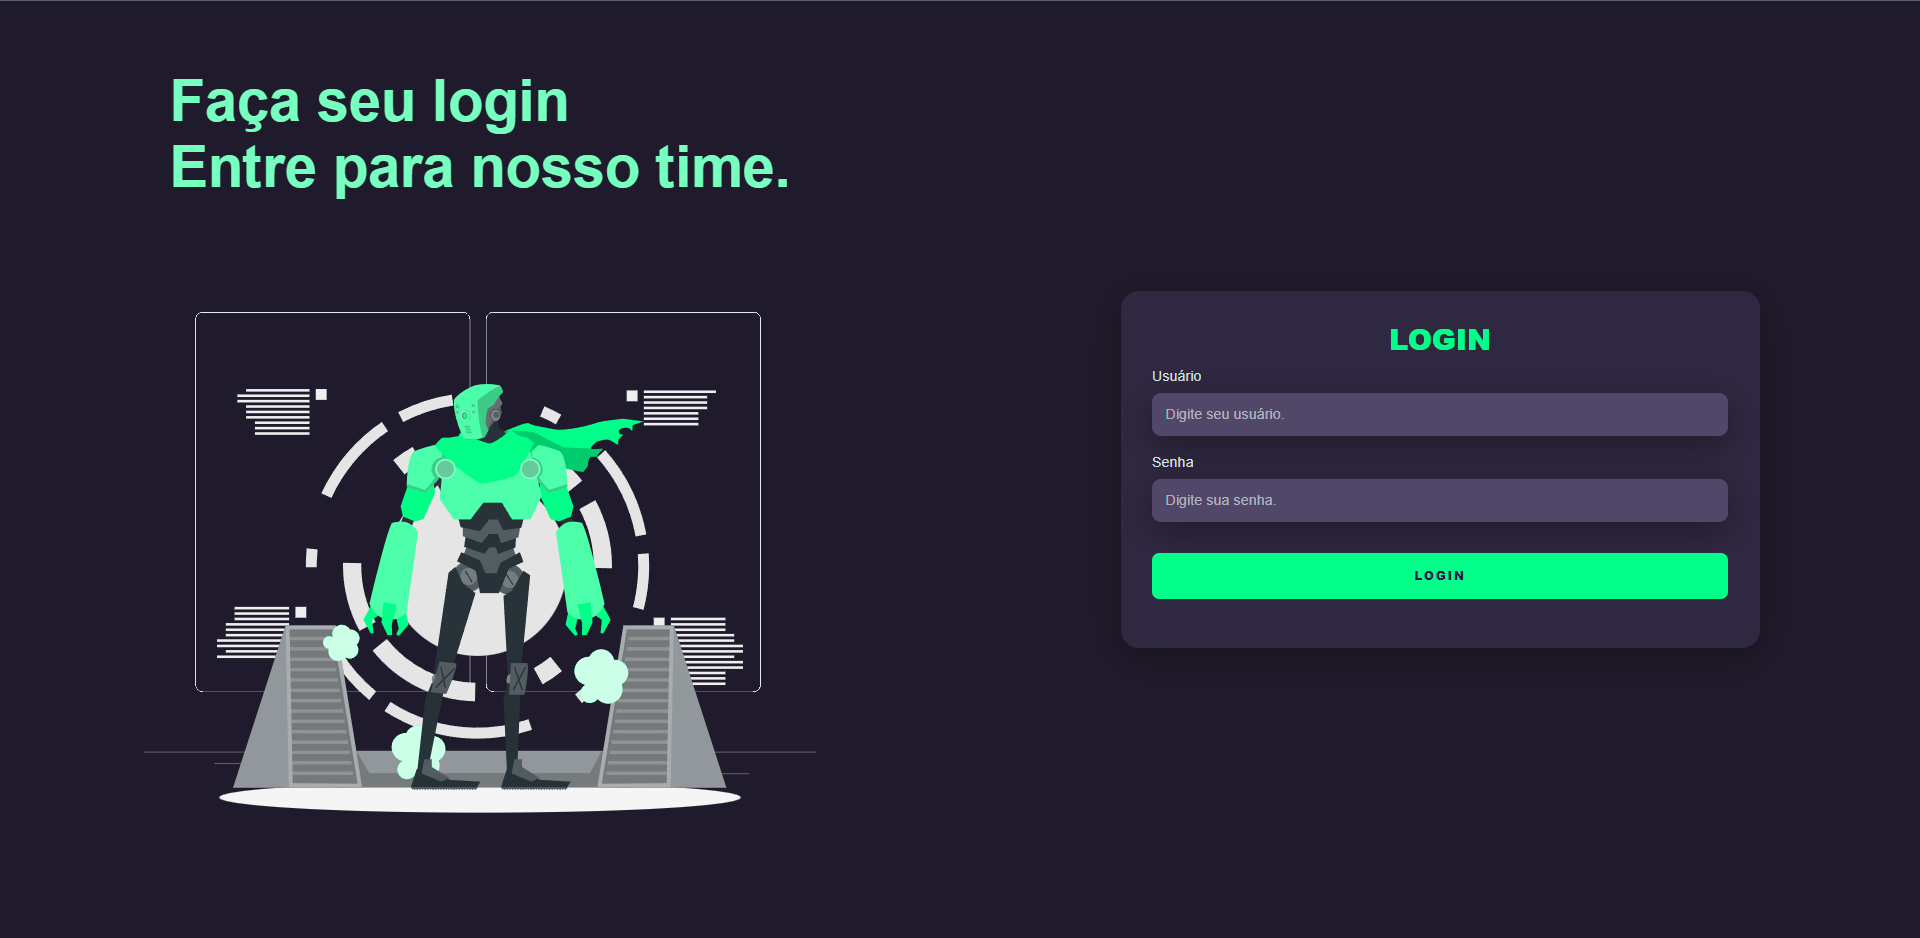 Faça seu login
Entre para nosso time.
LOGIN
Usuário
Digite seu usuário.
Senha
Digite sua senha.
LOGIN